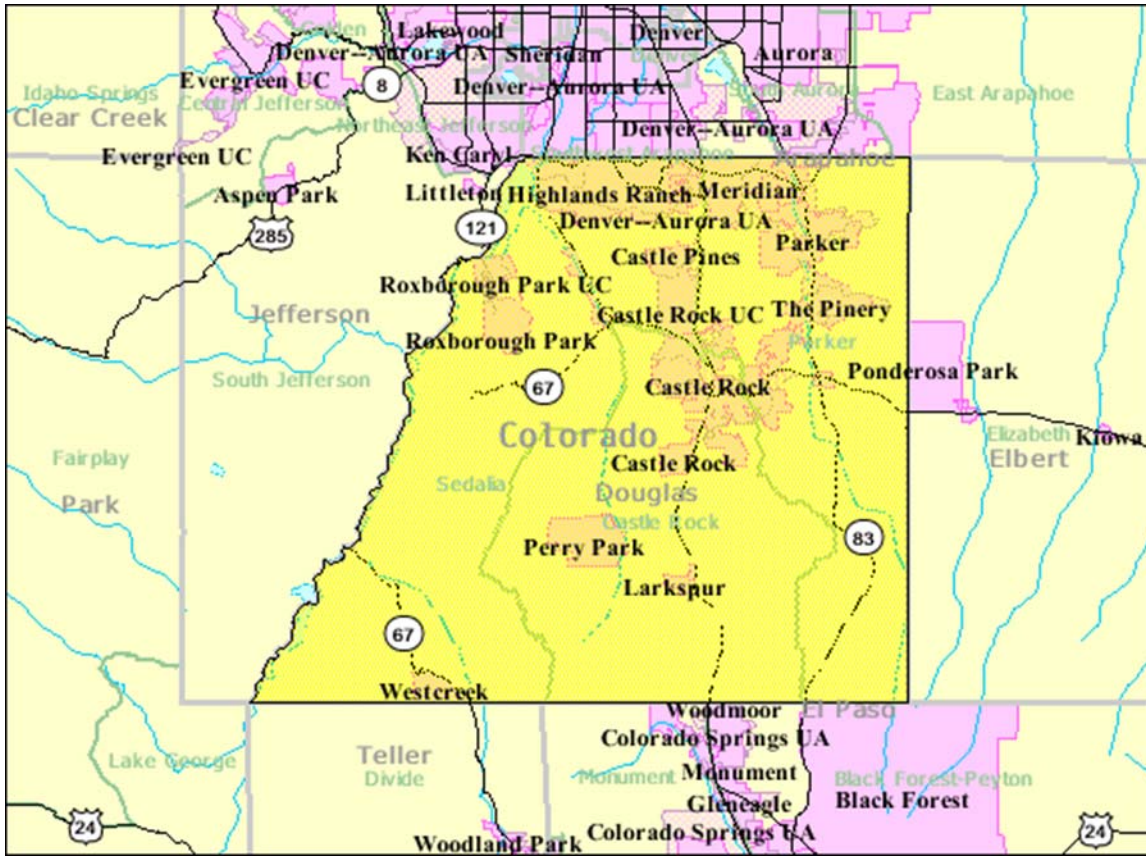 Golden
Lakewood
Denver
Denver--Aurora UA
Sheridan
Denver
Aurora
Evergreen UC
8
Denver--Aurora UA
South Aurora
Idaho Springs
Central Jefferson
East Arapahoe
Clear Creek
Northeast Jefferson
Denver--Aurora UA
Evergreen UC
Ken Caryl
Southwest Arapahoe
Arapahoe
Aspen Park
Littleton
Highlands Ranch
Meridian
285
121
Denver--Aurora UA
Parker
Castle Pines
Roxborough Park UC
Jefferson
Castle Rock UC
The Pinery
Roxborough Park
Parker
South Jefferson
67
Castle Rock
Ponderosa Park
Colorado
Elizabeth
Kiowa
Fairplay
Castle Rock
Elbert
Park
Sedalia
Douglas
Castle Rock
Perry Park
83
Larkspur
67
Westcreek
Woodmoor
El Paso
Colorado Springs UA
Teller
Lake George
Divide
Monument
Monument
Black Forest-Peyton
Gleneagle
Black Forest
24
Woodland Park
Colorado Springs UA
24